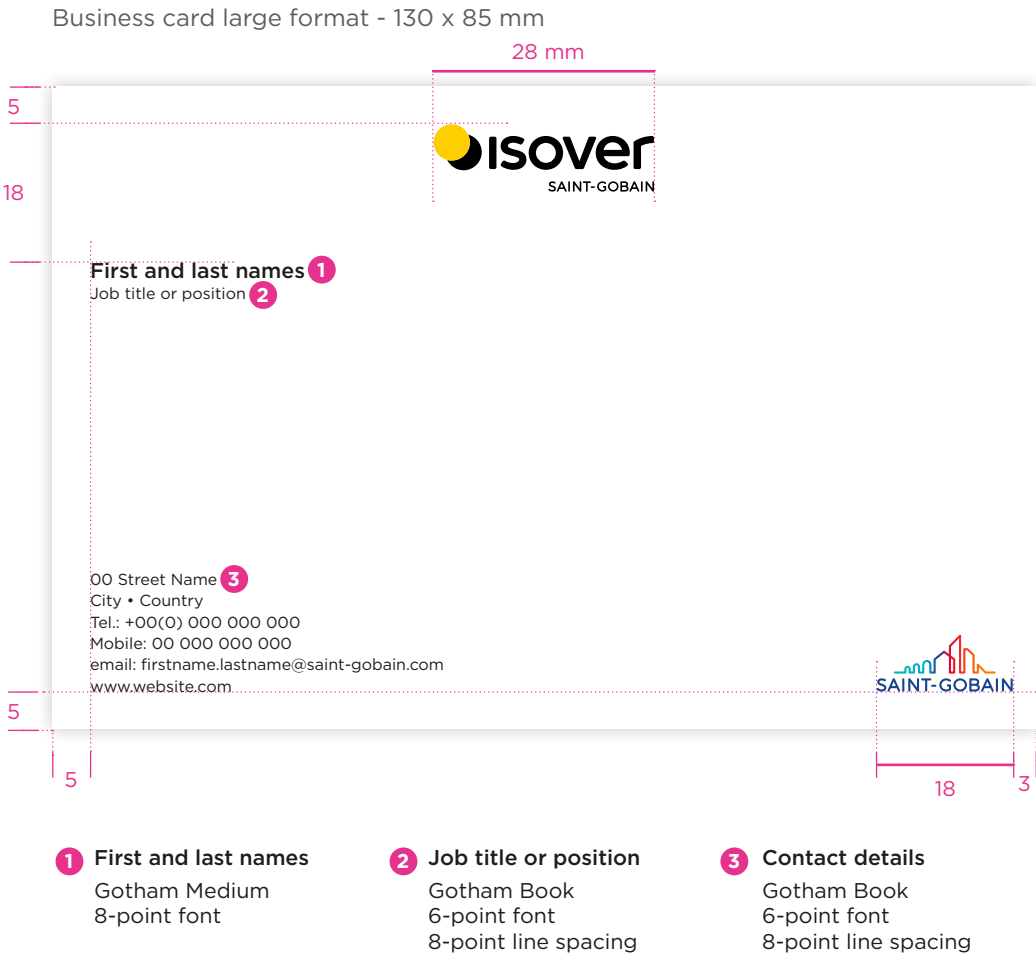 Business card large format - 130 x 85 mm
28 mm
5
18
ISOVer
SAINT-GOBAIN
First and last names 1
Job title or position 2
00 Street Name 3
City • Country
Tel.: +00(0) 000 000 000
Mobile: 00 000 000 000
email: firstname.lastname@saint-gobain.com
www.website.com
SAINT-GOBAIN
5
5
18
3
1 First and last names
Gotham Medium
8-point font
2 Job title or position
Gotham Book
6-point font
8-point line spacing
3 Contact details
Gotham Book
6-point font
8-point line spacing